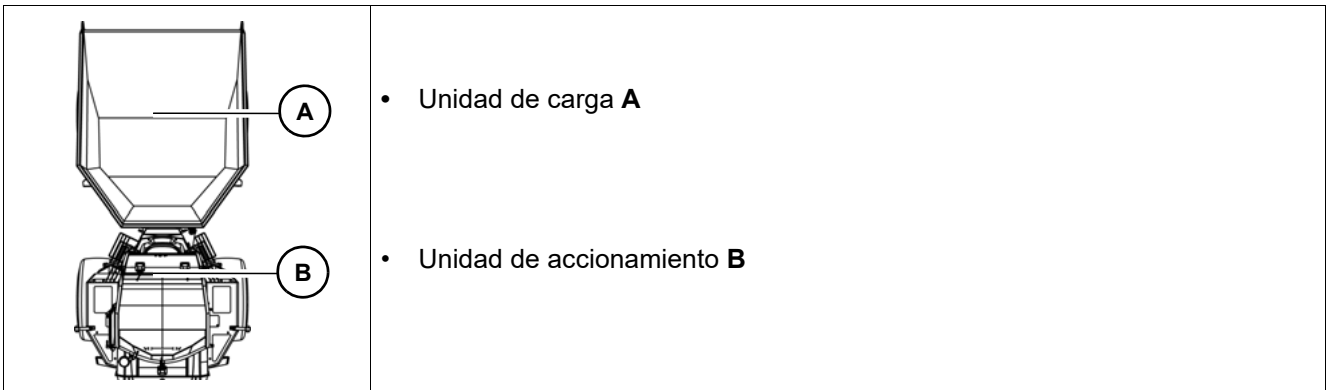 A
• Unidad de carga A
B
• Unidad de accionamiento B